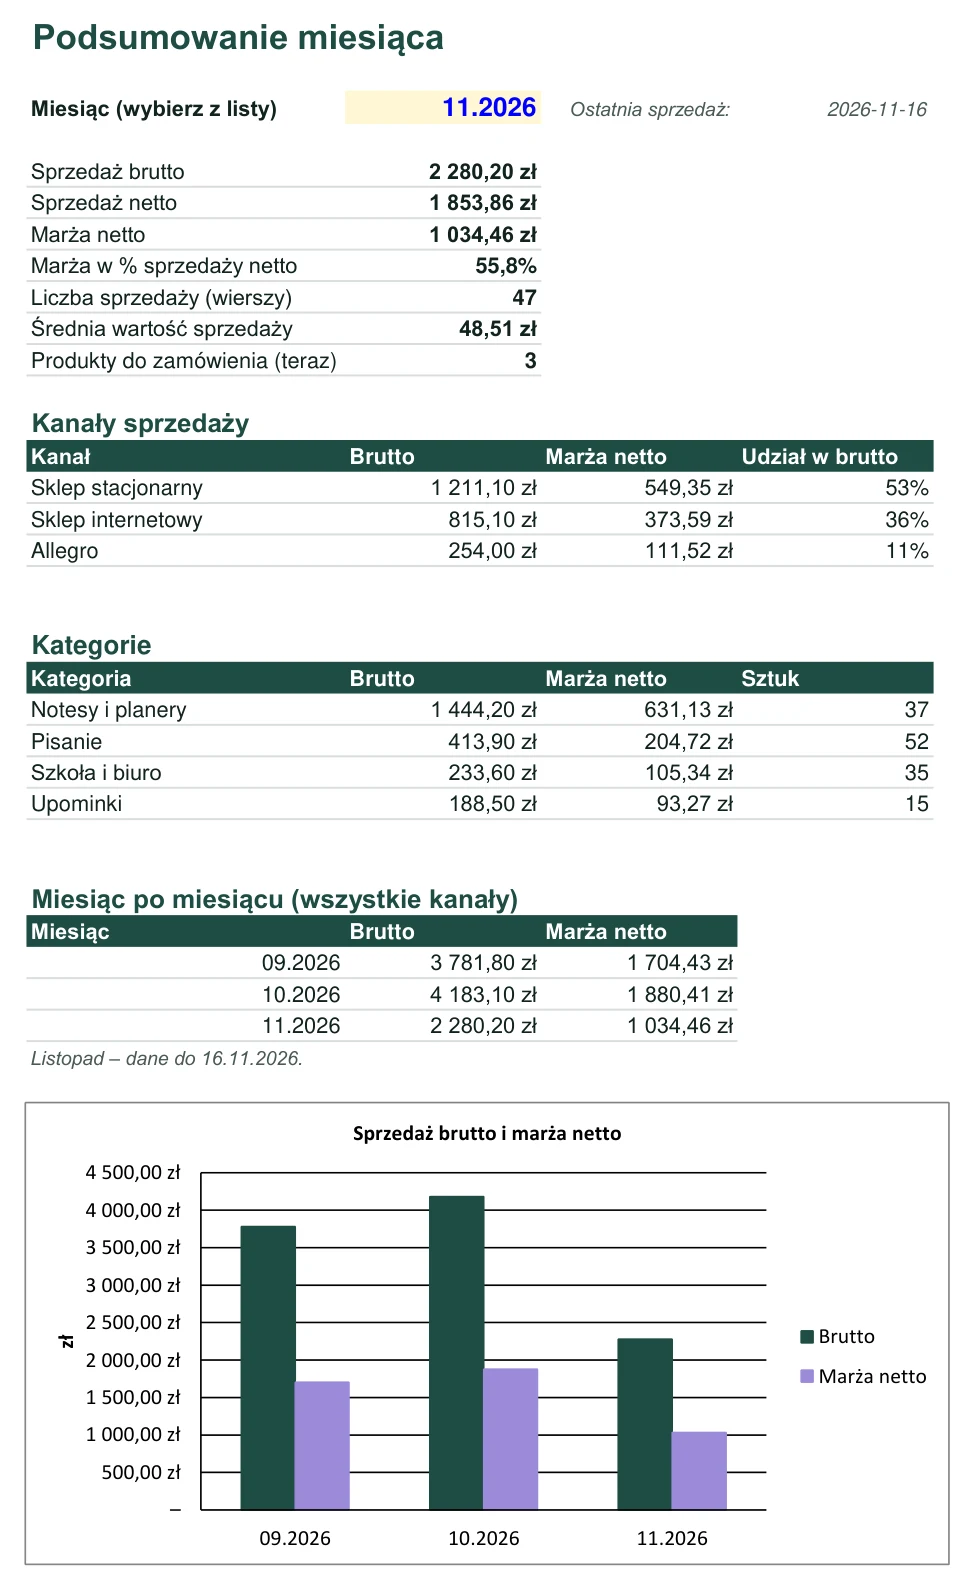 Podsumowanie miesiąca
Miesiąc (wybierz z listy) 11.2026 Ostatnia sprzedaż: 2026-11-16
Sprzedaż brutto 2 280,20 zł
Sprzedaż netto 1 853,86 zł
Marża netto 1 034,46 zł
Marża w % sprzedaży netto 55,8%
Liczba sprzedaży (wierszy) 47
Średnia wartość sprzedaży 48,51 zł
Produkty do zamówienia (teraz) 3
Kanały sprzedaży
Kanał Brutto Marża netto Udział w brutto
Sklep stacjonarny 1 211,10 zł 549,35 zł 53%
Sklep internetowy 815,10 zł 373,59 zł 36%
Allegro 254,00 zł 111,52 zł 11%
Kategorie
Kategoria Brutto Marża netto Sztuk
Notesy i planery 1 444,20 zł 631,13 zł 37
Pisanie 413,90 zł 204,72 zł 52
Szkoła i biuro 233,60 zł 105,34 zł 35
Upominki 188,50 zł 93,27 zł 15
Miesiąc po miesiącu (wszystkie kanały)
Miesiąc Brutto Marża netto
09.2026 3 781,80 zł 1 704,43 zł
10.2026 4 183,10 zł 1 880,41 zł
11.2026 2 280,20 zł 1 034,46 zł
Listopad – dane do 16.11.2026.
Sprzedaż brutto i marża netto
4 500,00 zł
4 000,00 zł
3 500,00 zł
3 000,00 zł
2 500,00 zł
2 000,00 zł
1 500,00 zł
1 000,00 zł
500,00 zł
–
zł
09.2026 10.2026 11.2026
Brutto
Marża netto